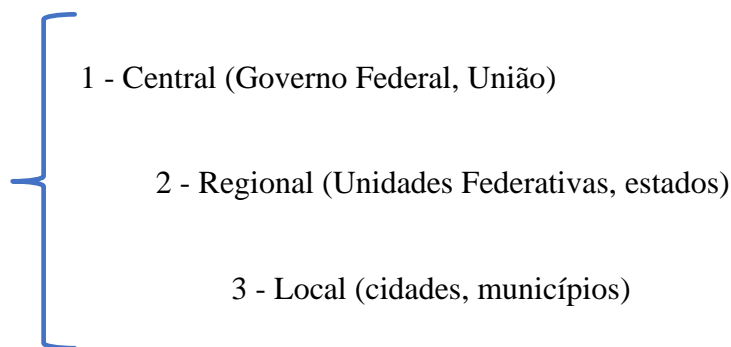 1 - Central (Governo Federal, União)
2 - Regional (Unidades Federativas, estados)
3 - Local (cidades, municípios)